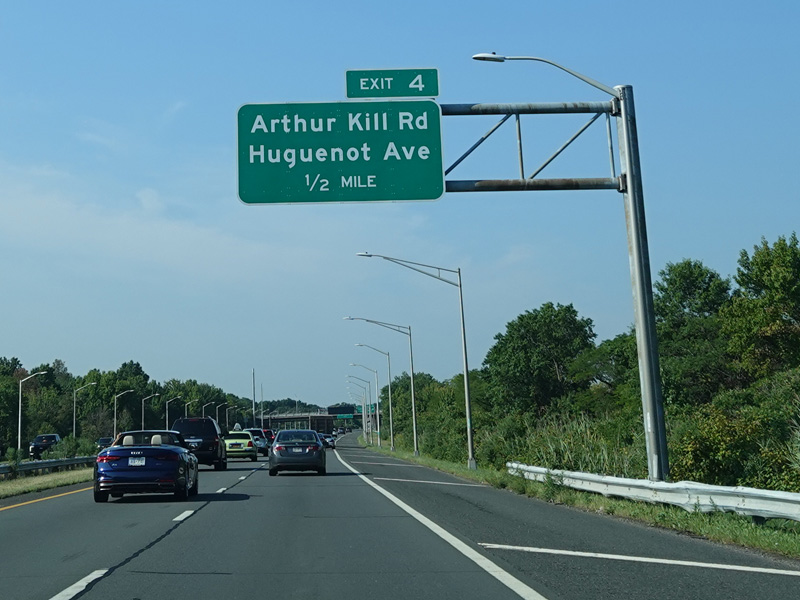 EXIT 4
Arthur Kill Rd
Huguenot Ave
1/2 MILE